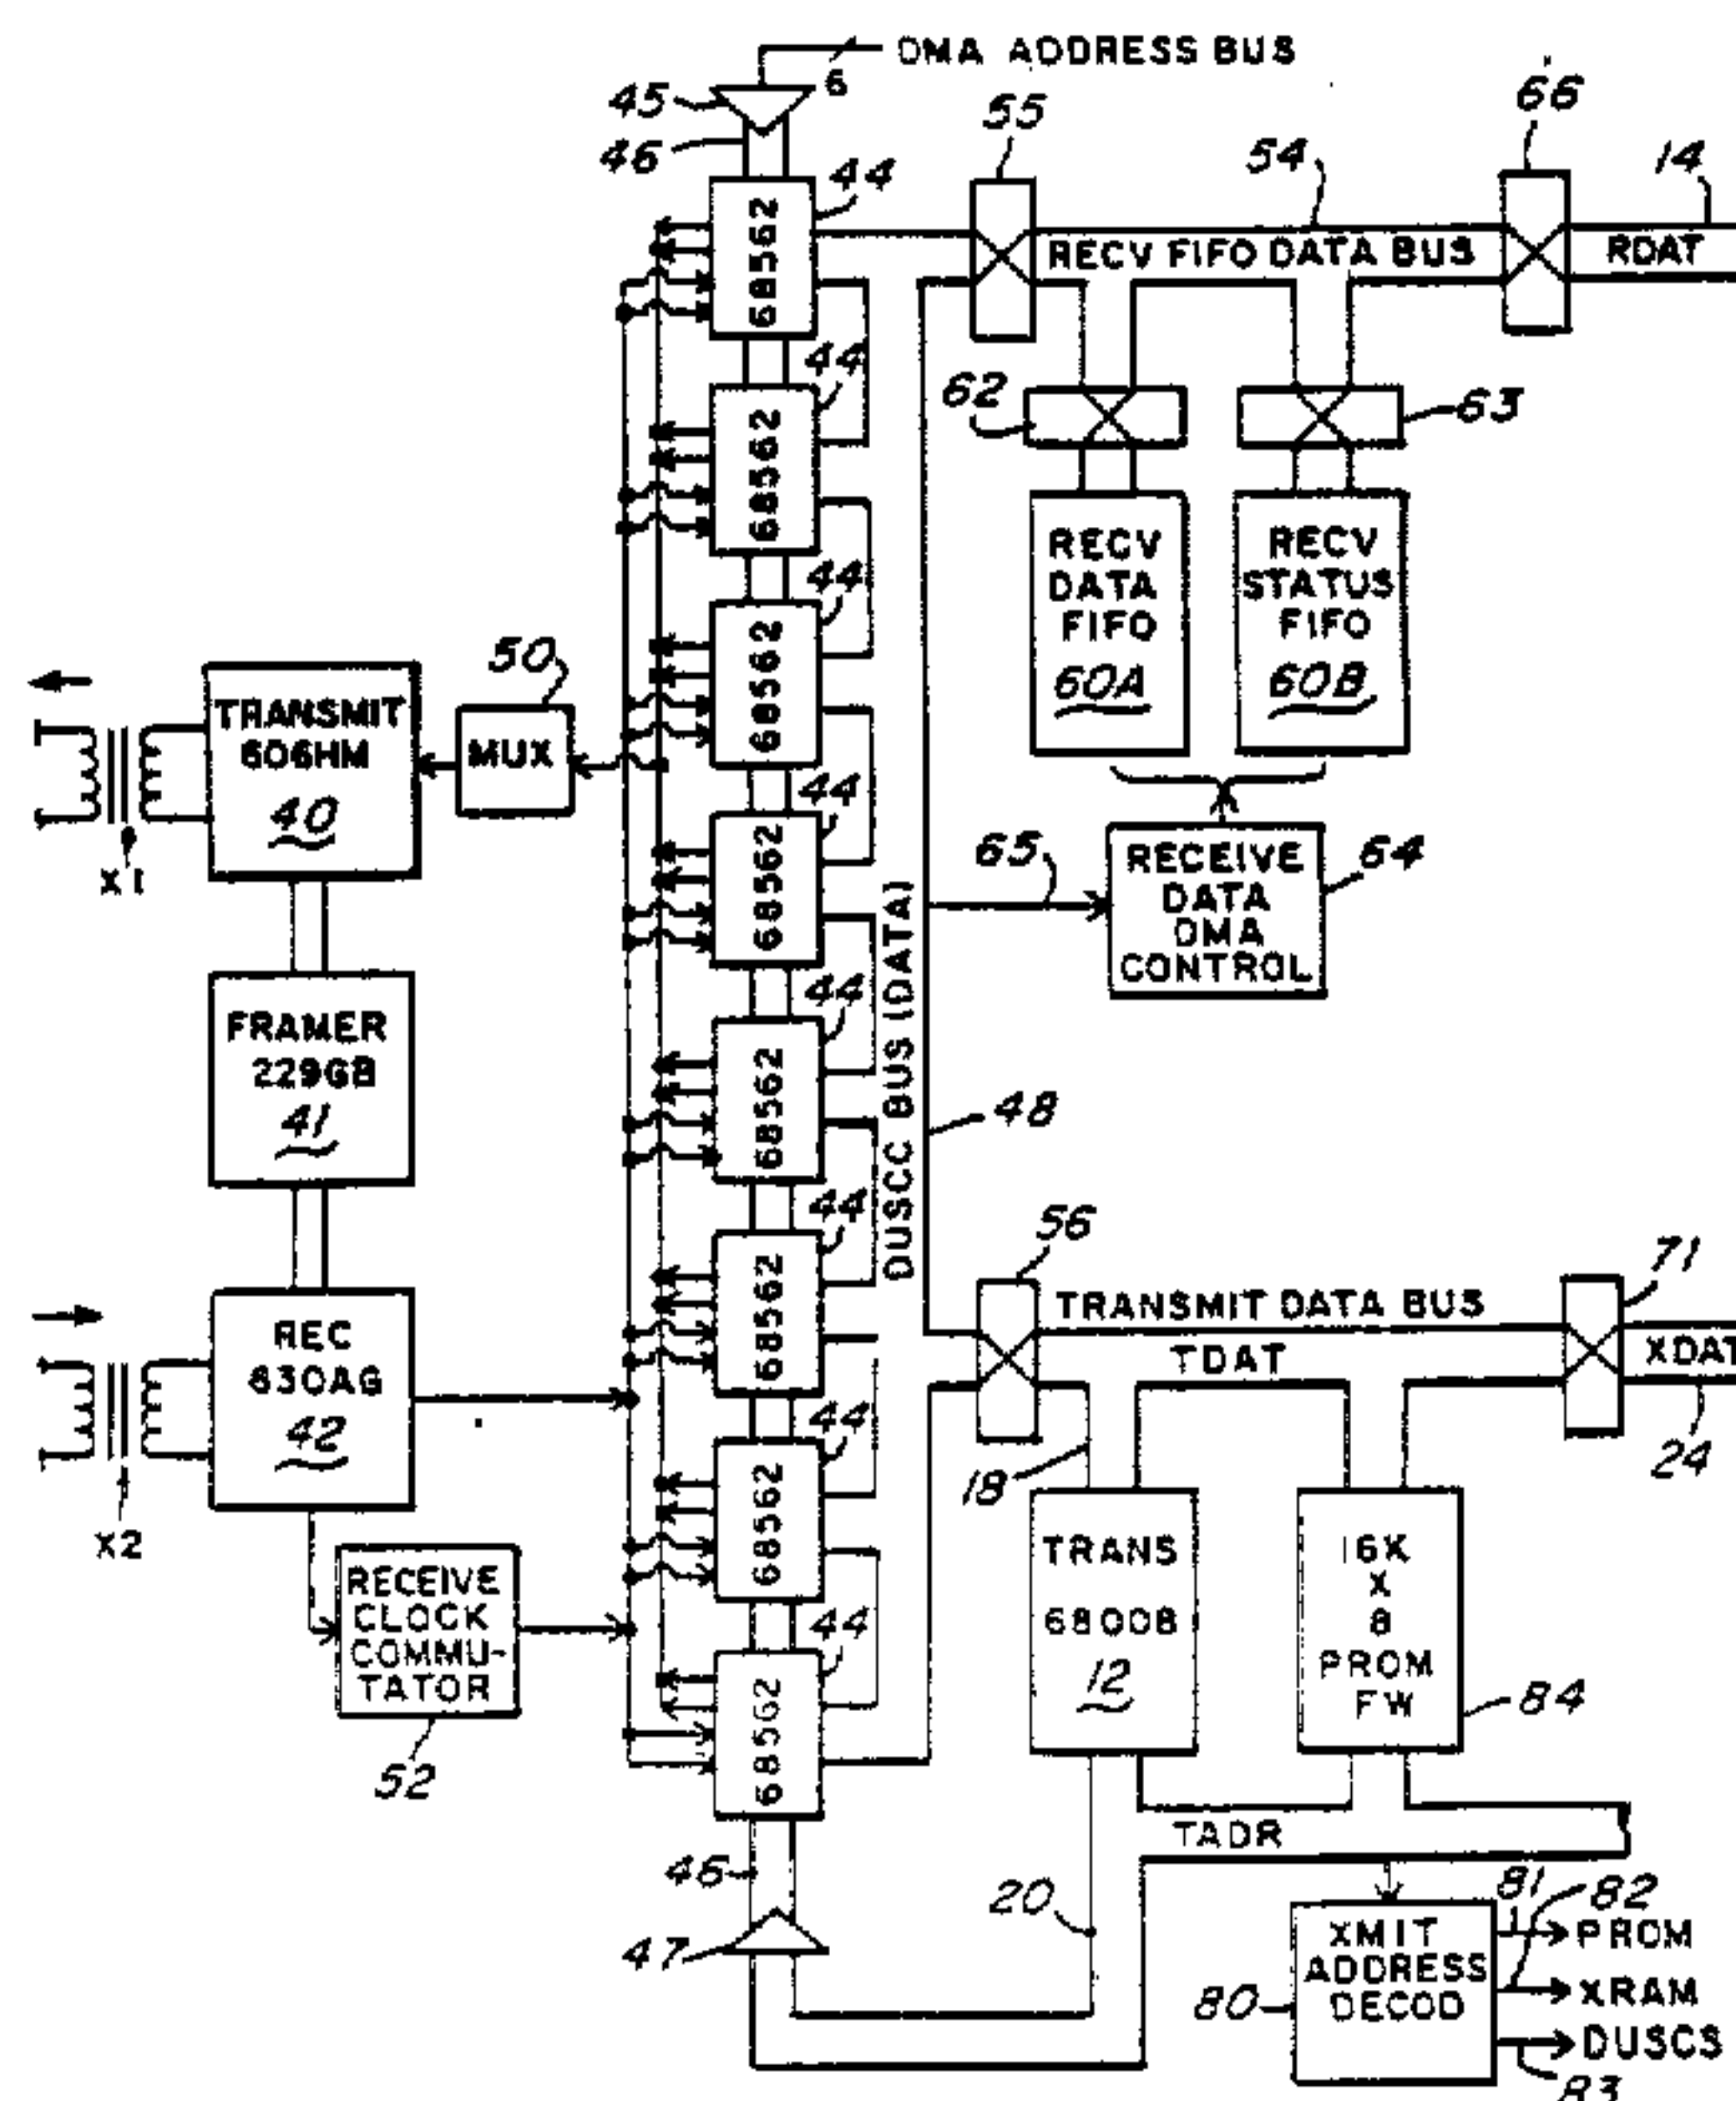 DMA ADDRESS BUS
6
45
46
55
66
44
54
14
RECV FIFO DATA BUS
RDAT
68562
44
62
63
68562
44
RECV
DATA
FIFO
60A
RECV
STATUS
FIFO
60B
68562
50
TRANSMIT
606HM
40
MUX
X1
44
65
RECEIVE
DATA
DMA
CONTROL
64
68562
DUSCC BUS (DATA)
44
FRAMER
229GB
41
48
68562
44
56
71
TRANSMIT DATA BUS
TDAT
XDAT
24
REC
630AG
42
68562
44
18
X2
RECEIVE
CLOCK
COMMU-
TATOR
52
68562
44
TRANS
68008
12
16K
X
8
PROM
FW
84
68562
TADR
46
20
47
81
82
XMIT
ADDRESS
DECOD
80
PROM
XRAM
DUSCS
83